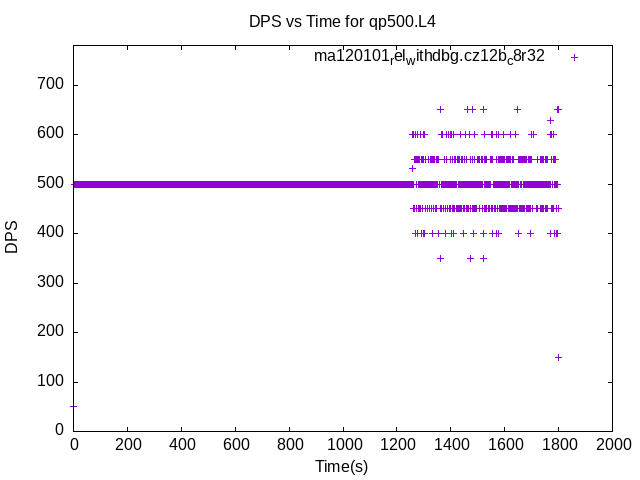 DPS vs Time for qp500.L4
ma120101relwithdbg.cz12bc8r32
700
600
500
400
300
200
100
0
DPS
0 200 400 600 800 1000 1200 1400 1600 1800 2000
Time(s)